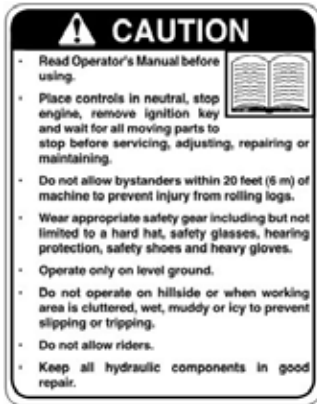 CAUTION
· Read Operator's Manual before
using.
· Place controls in neutral, stop
engine, remove ignition key
and wait for all moving parts to
stop before servicing, adjusting, repairing or
maintaining.
· Do not allow bystanders within 20 feet (6 m) of
machine to prevent injury from rolling logs.
· Wear appropriate safety gear including but not
limited to a hard hat, safety glasses, hearing
protection, safety shoes and heavy gloves.
· Operate only on level ground.
· Do not operate on hillside or when working
area is cluttered, wet, muddy or icy to prevent
slipping or tripping.
· Do not allow riders.
· Keep all hydraulic components in good
repair.